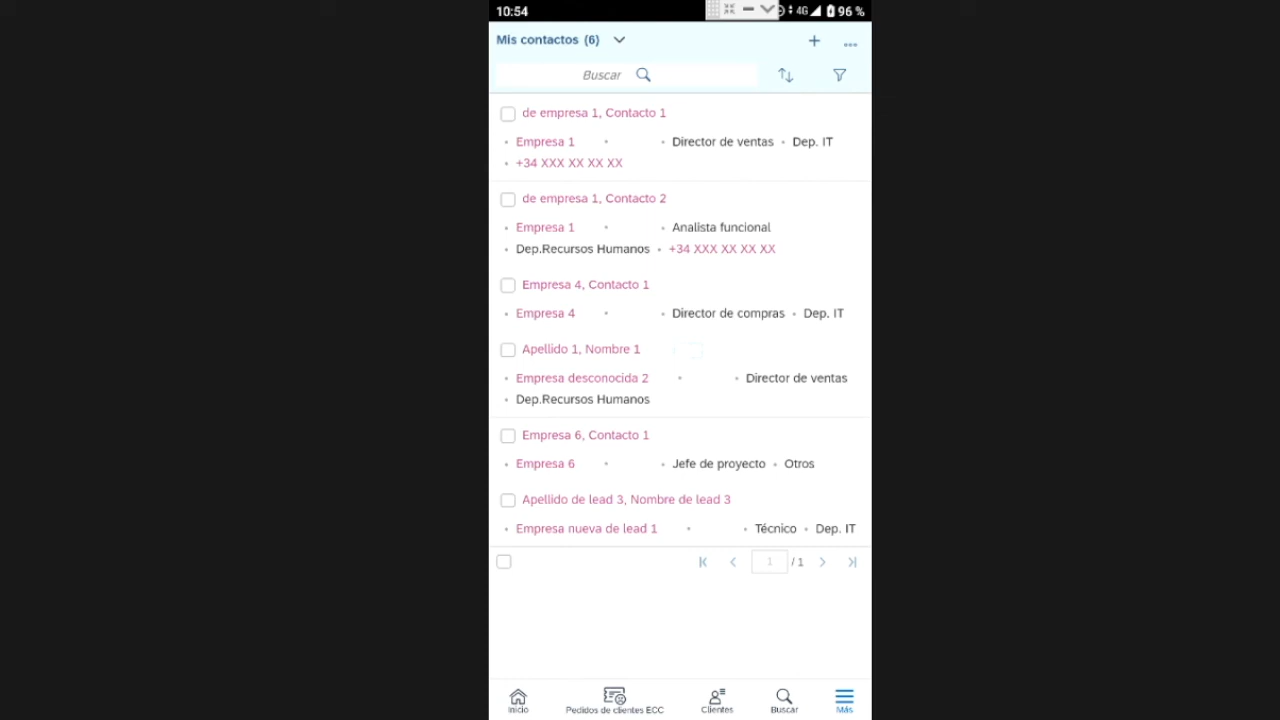 10:54
4G 96 %
Mis contactos (6)
Buscar
de empresa 1, Contacto 1
Empresa 1 Director de ventas Dep. IT
+34 XXX XX XX XX
de empresa 1, Contacto 2
Empresa 1 Analista funcional
Dep.Recursos Humanos +34 XXX XX XX XX
Empresa 4, Contacto 1
Empresa 4 Director de compras Dep. IT
Apellido 1, Nombre 1
Empresa desconocida 2 Director de ventas
Dep.Recursos Humanos
Empresa 6, Contacto 1
Empresa 6 Jefe de proyecto Otros
Apellido de lead 3, Nombre de lead 3
Empresa nueva de lead 1 Técnico Dep. IT
1 / 1
Inicio Pedidos de clientes ECC Clientes Buscar Más